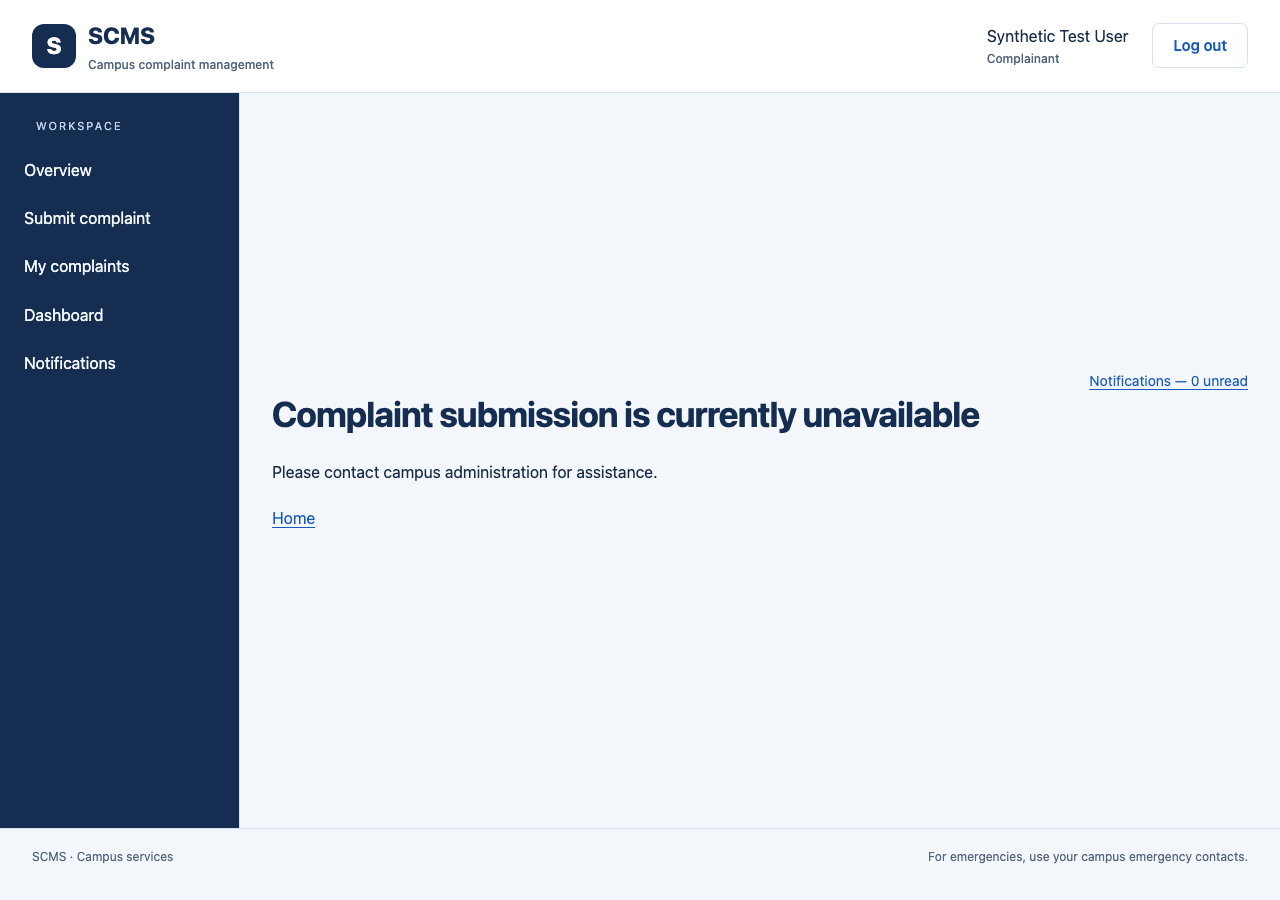 S
SCMS
Campus complaint management
Synthetic Test User
Complainant
Log out
WORKSPACE
Overview
Submit complaint
My complaints
Dashboard
Notifications
Notifications — 0 unread
Complaint submission is currently unavailable
Please contact campus administration for assistance.
Home
SCMS · Campus services
For emergencies, use your campus emergency contacts.